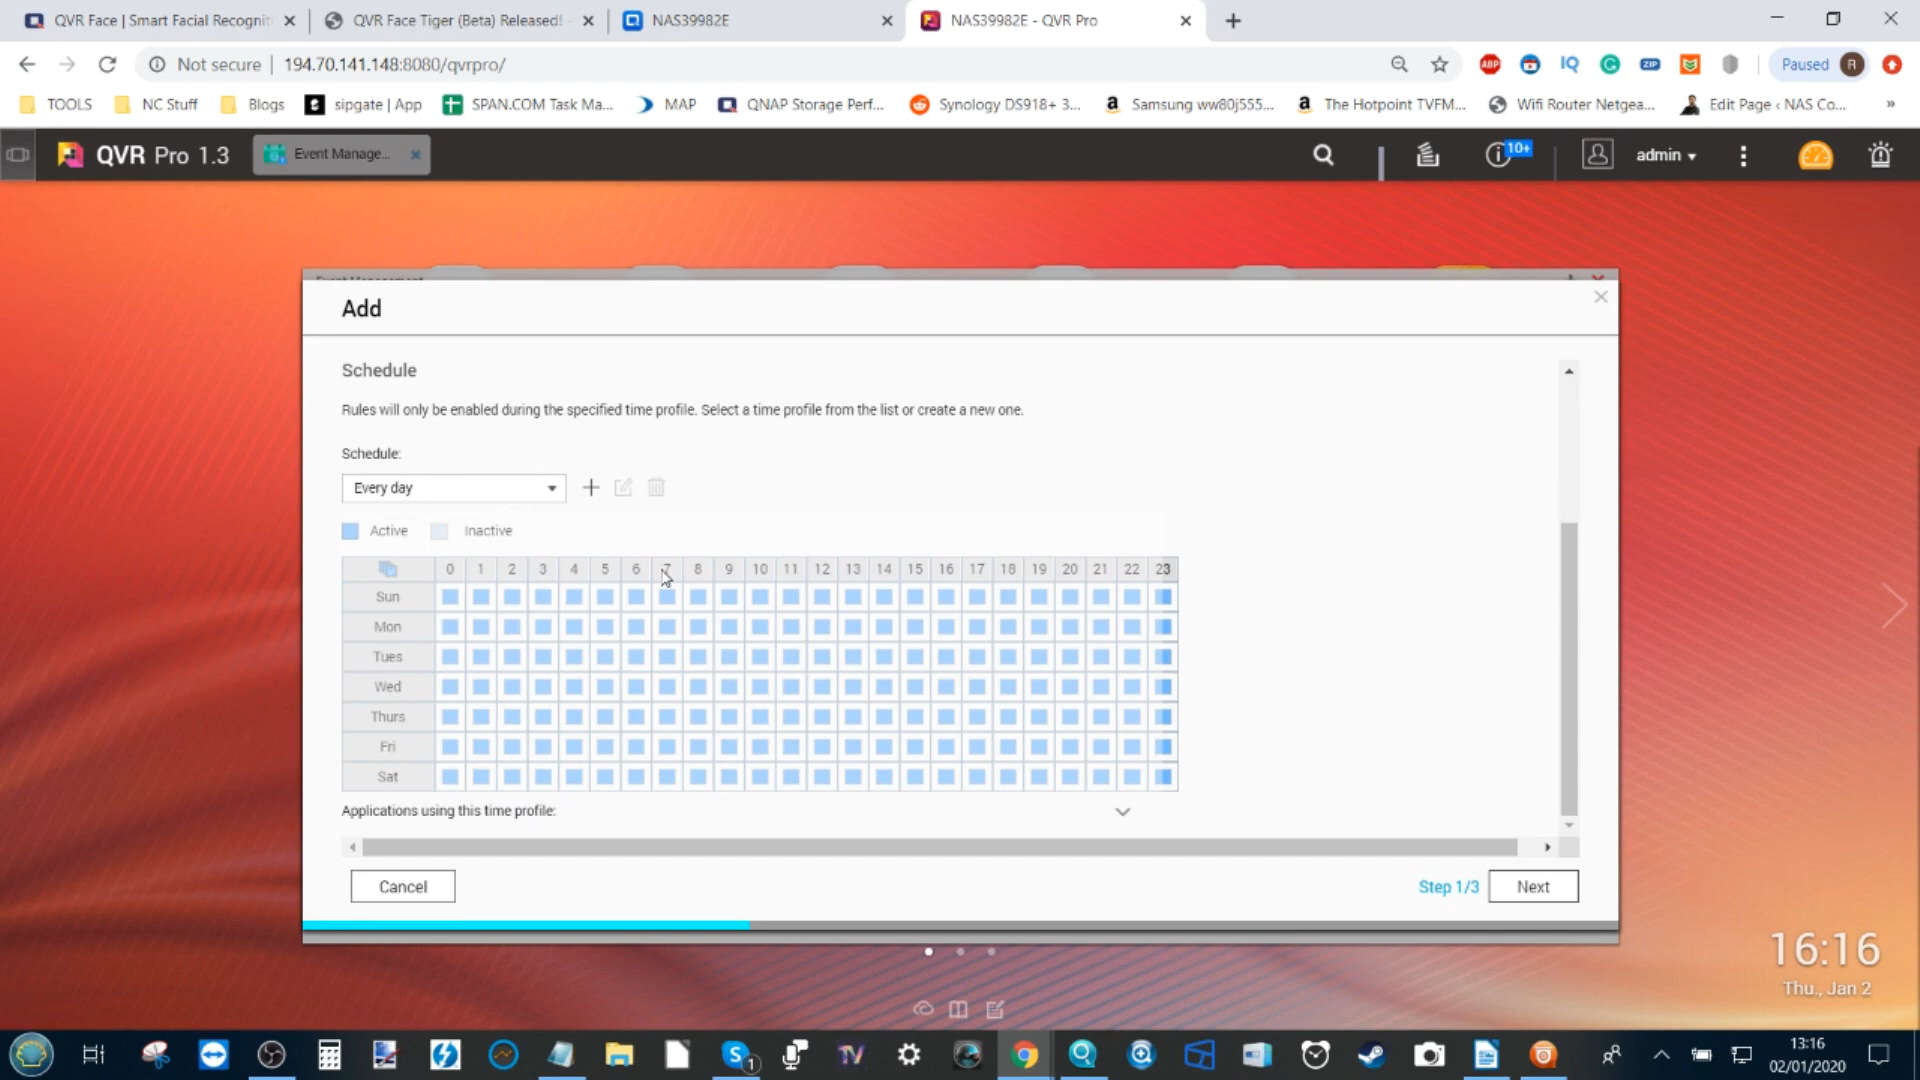 QVR Face | Smart Facial Recognit
QVR Face Tiger (Beta) Released!
NAS39982E
NAS39982E - QVR Pro
Not secure | 194.70.141.148:8080/qvrpro/
ABP
IQ
ZIP
Paused
R
TOOLS
NC Stuff
Blogs
sipgate | App
SPAN.COM Task Ma...
MAP
QNAP Storage Perf...
Synology DS918+ 3...
Samsung ww80j555...
The Hotpoint TVFM...
Wifi Router Netgea...
Edit Page ‹ NAS Co...
»
QVR Pro 1.3
Event Manage...
10+
admin
Event Management
Add
Schedule
Rules will only be enabled during the specified time profile. Select a time profile from the list or create a new one.
Schedule:
Every day
Active Inactive
0 1 2 3 4 5 6 7 8 9 10 11 12 13 14 15 16 17 18 19 20 21 22 23
Sun
Mon
Tues
Wed
Thurs
Fri
Sat
Applications using this time profile:
Cancel
Step 1/3
Next
16:16
Thu., Jan 2
S 1
TV
13:16
02/01/2020